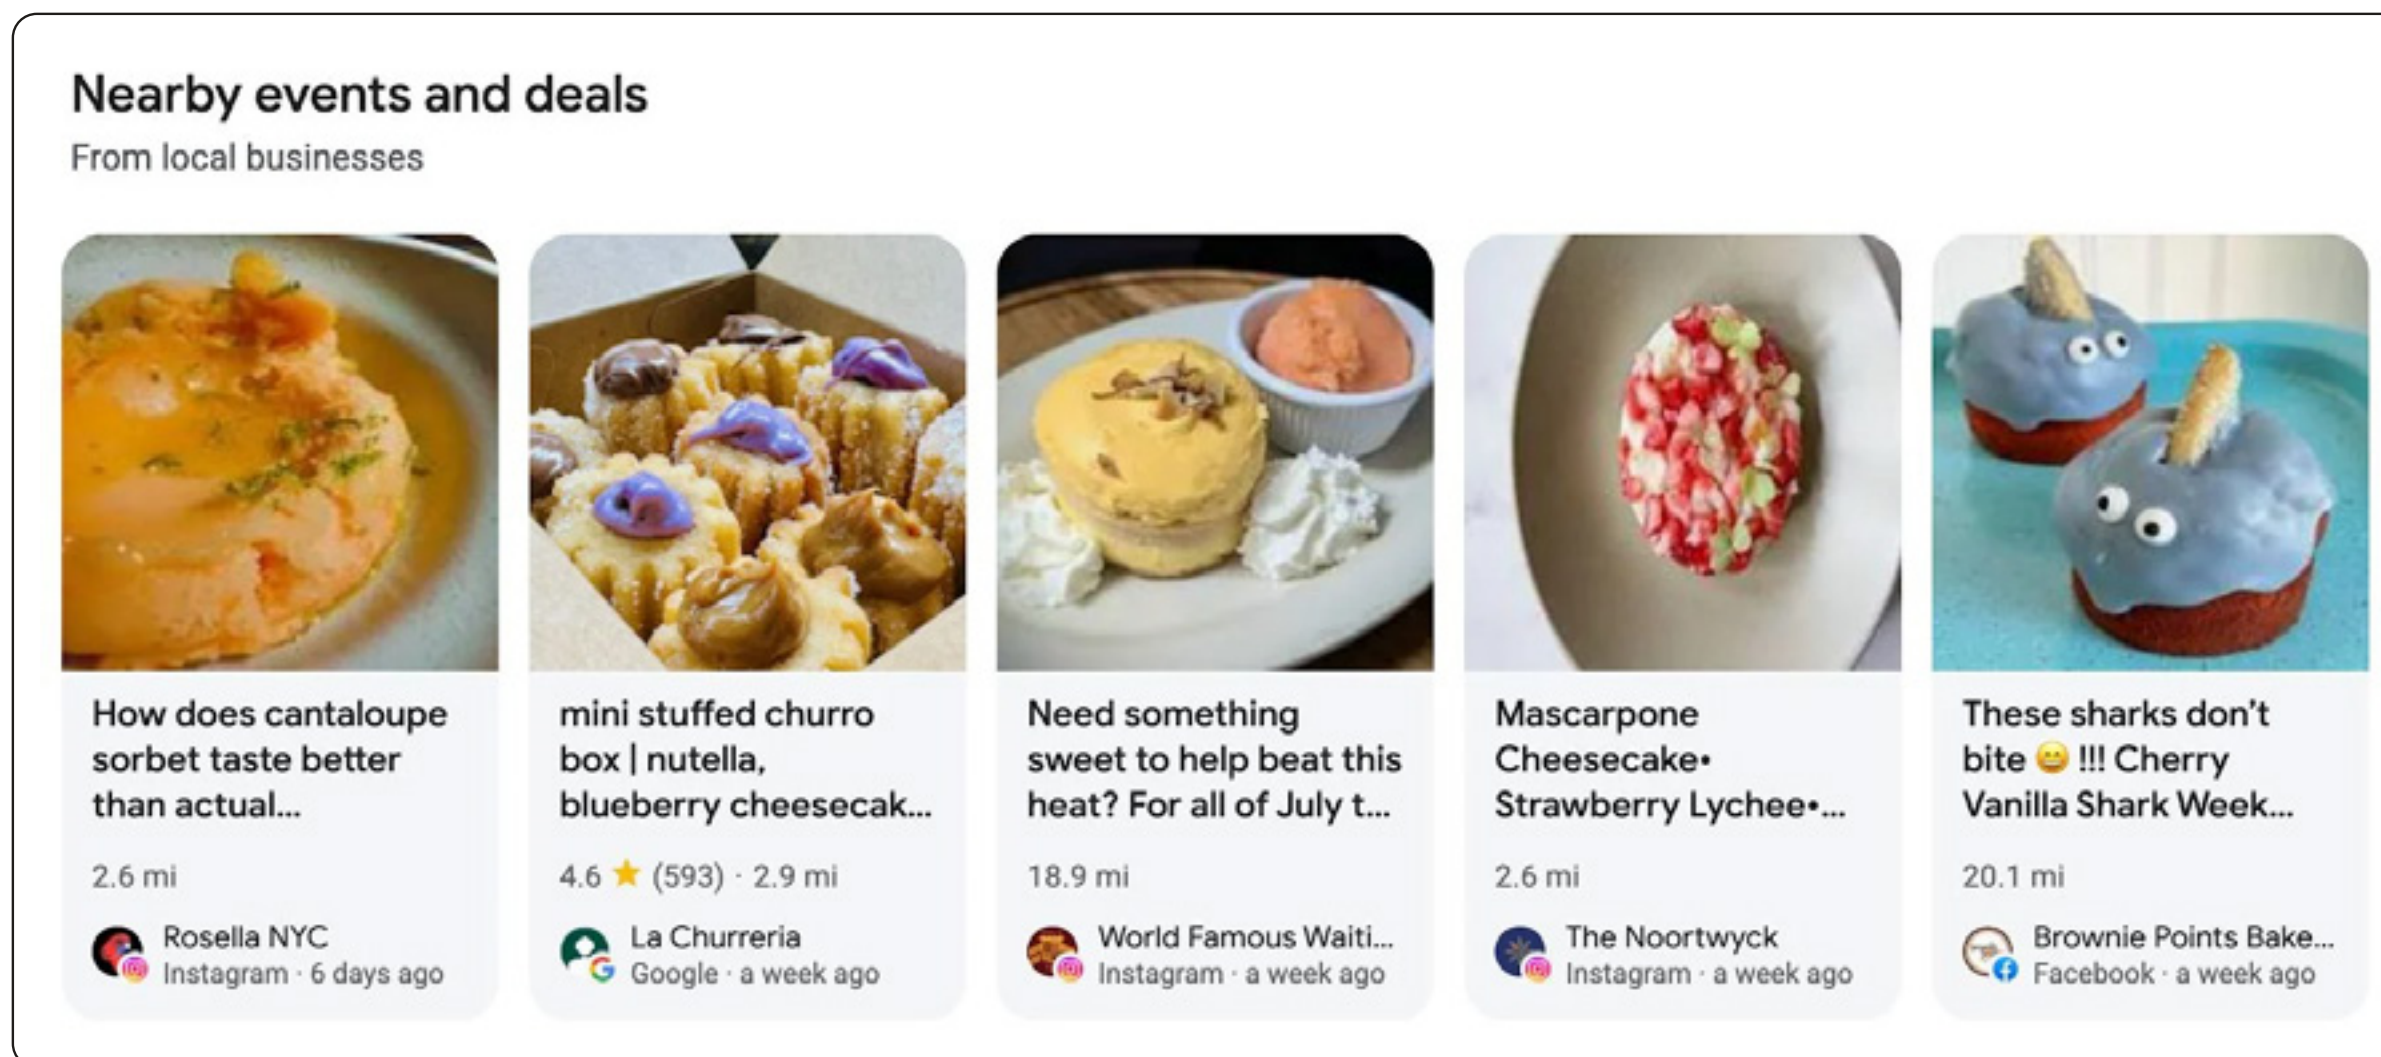 Nearby events and deals
From local businesses
How does cantaloupe
sorbet taste better
than actual...
2.6 mi
Rosella NYC
Instagram · 6 days ago
mini stuffed churro
box | nutella,
blueberry cheesecak...
4.6 ★ (593) · 2.9 mi
La Churreria
Google · a week ago
Need something
sweet to help beat this
heat? For all of July t...
18.9 mi
World Famous Waiti...
Instagram · a week ago
Mascarpone
Cheesecake•
Strawberry Lychee•...
2.6 mi
The Noortwyck
Instagram · a week ago
These sharks don't
bite 😁 !!! Cherry
Vanilla Shark Week...
20.1 mi
Brownie Points Bake...
Facebook · a week ago